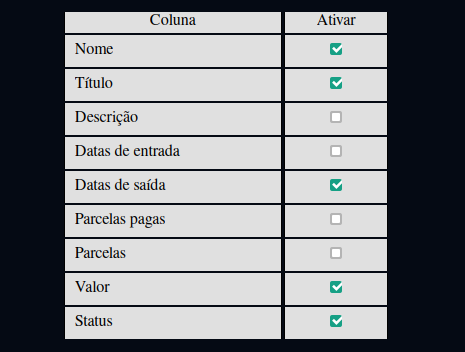 Coluna Ativar
Nome
Título
Descrição
Datas de entrada
Datas de saída
Parcelas pagas
Parcelas
Valor
Status